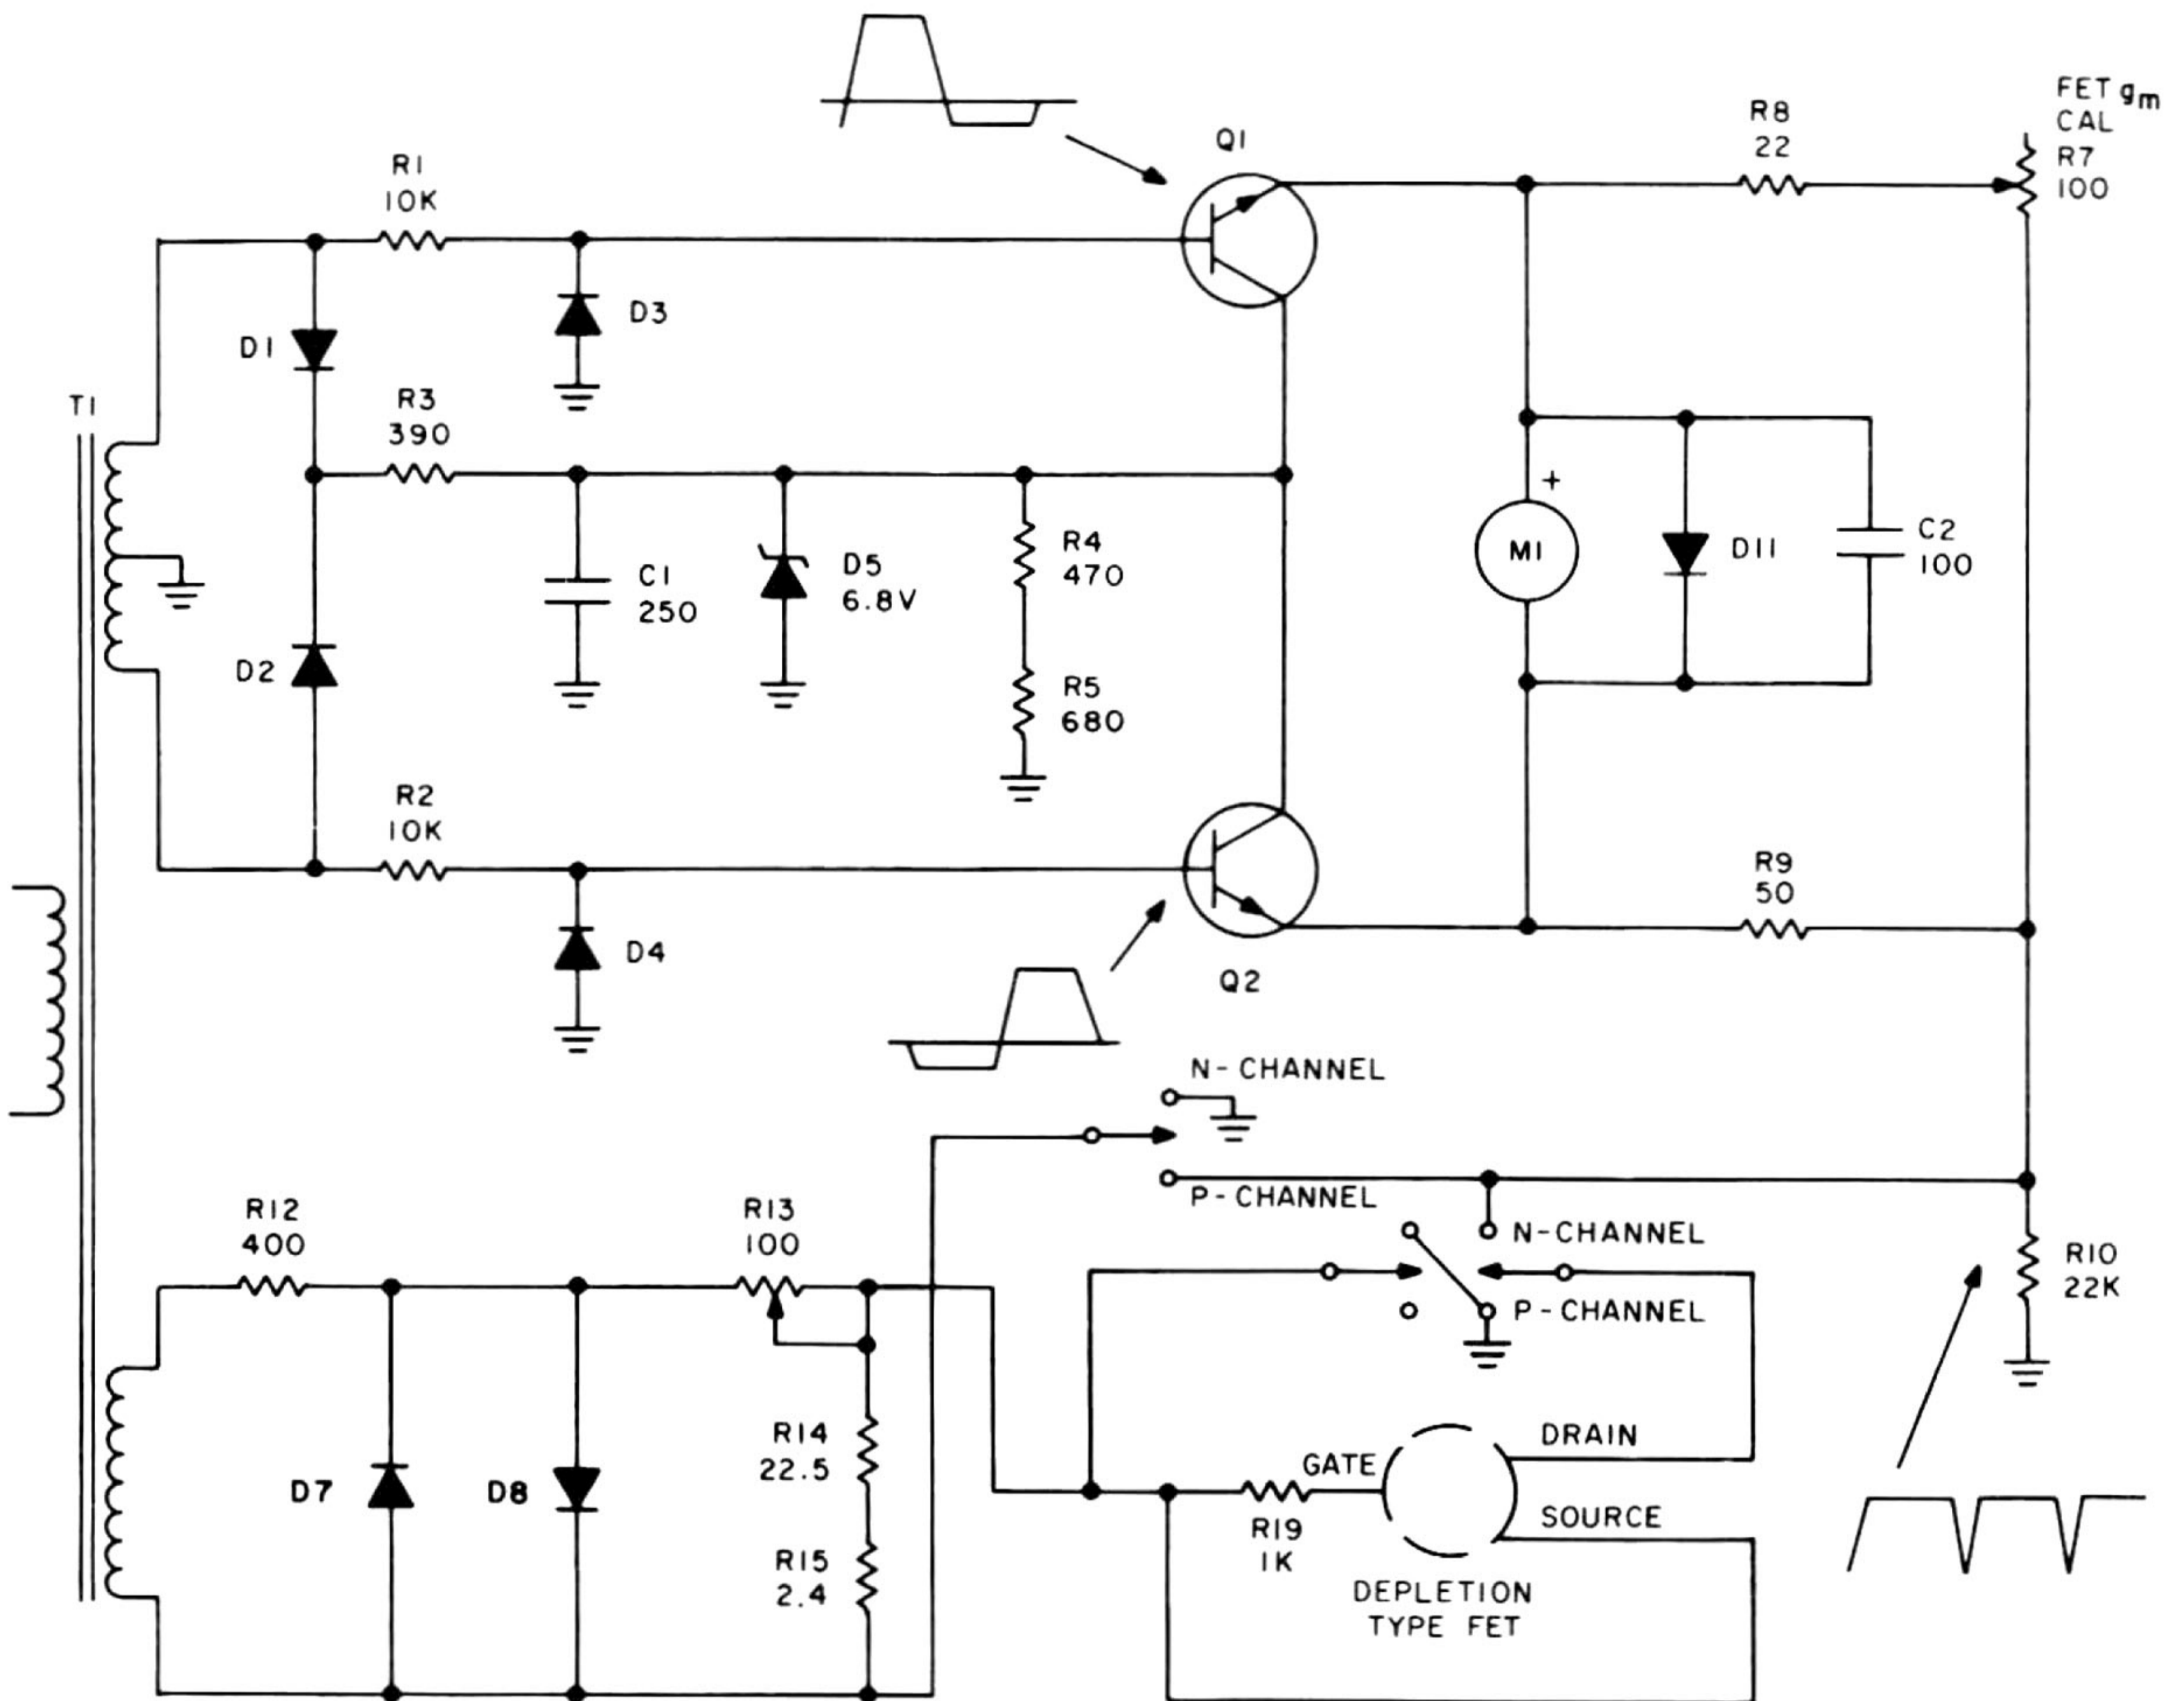 FET gm
CAL
R7
100
R8
22
Q1
R1
10K
D3
D1
R3
390
T1
+
M1
D11
C2
100
R4
470
C1
250
D5
6.8V
D2
R5
680
R2
10K
R9
50
D4
Q2
N-CHANNEL
P-CHANNEL
R12
400
R13
100
N-CHANNEL
P-CHANNEL
R10
22K
R14
22.5
D7
D8
GATE
DRAIN
R19
1K
SOURCE
R15
2.4
DEPLETION
TYPE FET